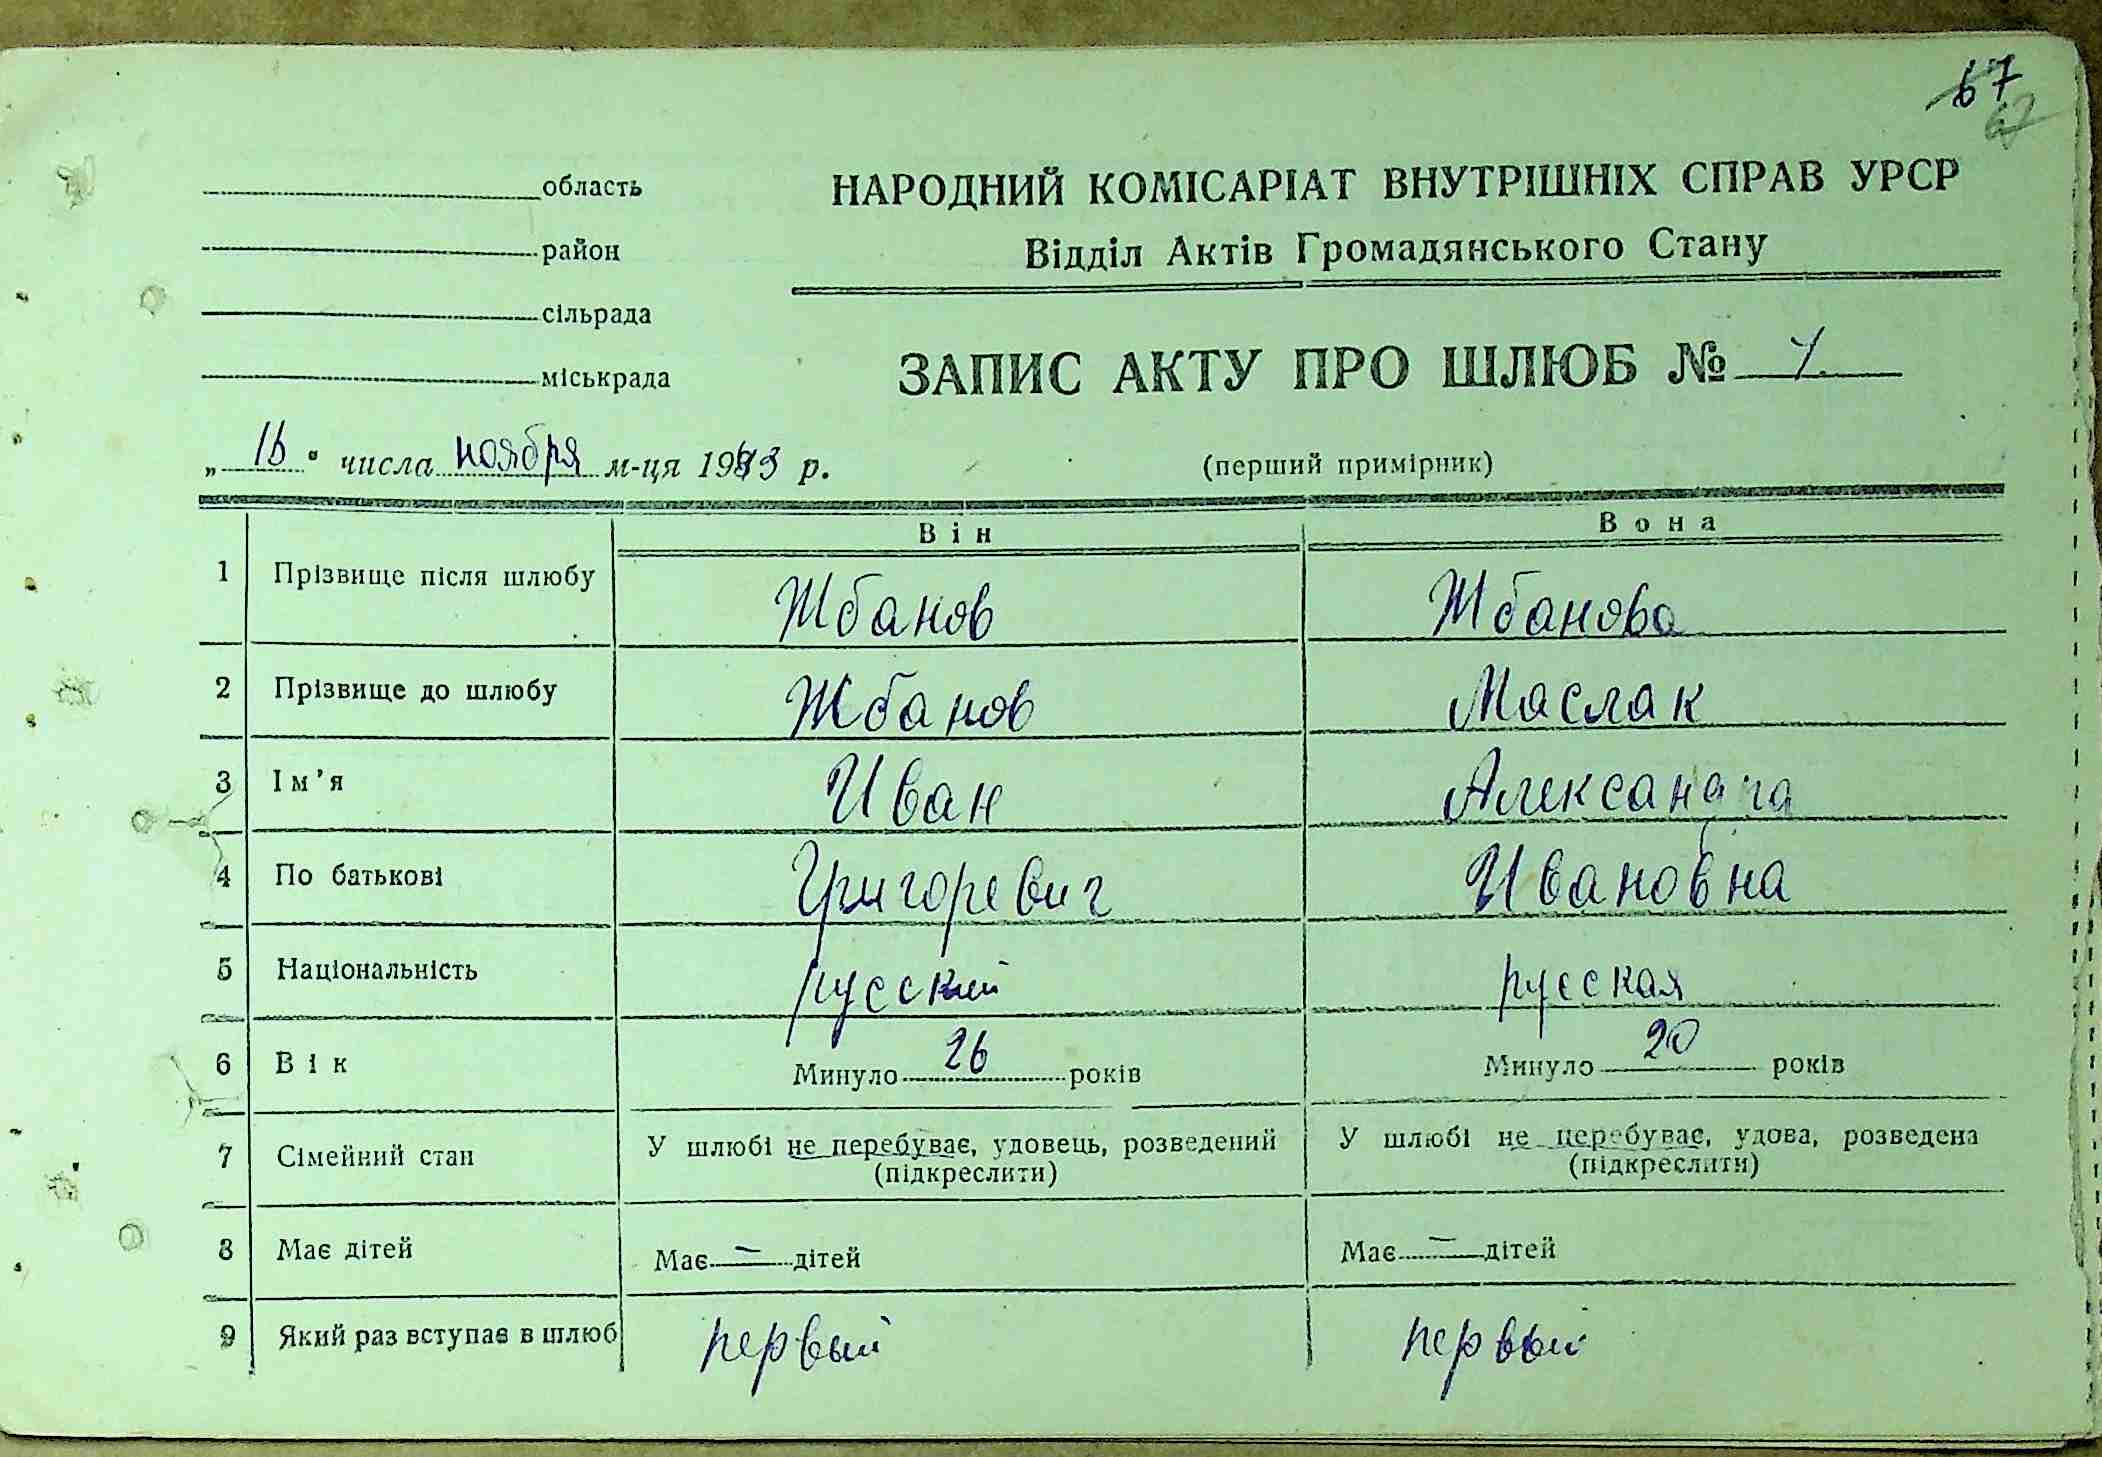 67
область
НАРОДНИЙ КОМІСАРІАТ ВНУТРІШНІХ СПРАВ УРСР
район
Відділ Актів Громадянського Стану
сільрада
ЗАПИС АКТУ ПРО ШЛЮБ №
міськрада
" числа ноября м-ця 1943 р.
(перший примірник)
Він Вона
1 Прізвище після шлюбу Жбанов Жбанова
2 Прізвище до шлюбу Жбанов Маслак
3 Ім'я Иван Александра
4 По батькові Григоревич Ивановна
5 Національність русский русская
6 Вік Минуло 26 років Минуло 20 років
7 Сімейний стан У шлюбі не перебуває, удовець, розведений У шлюбі не перебуває, удова, розведена
(підкреслити) (підкреслити)
8 Має дітей Має — дітей Має — дітей
9 Який раз вступає в шлюб первый первый